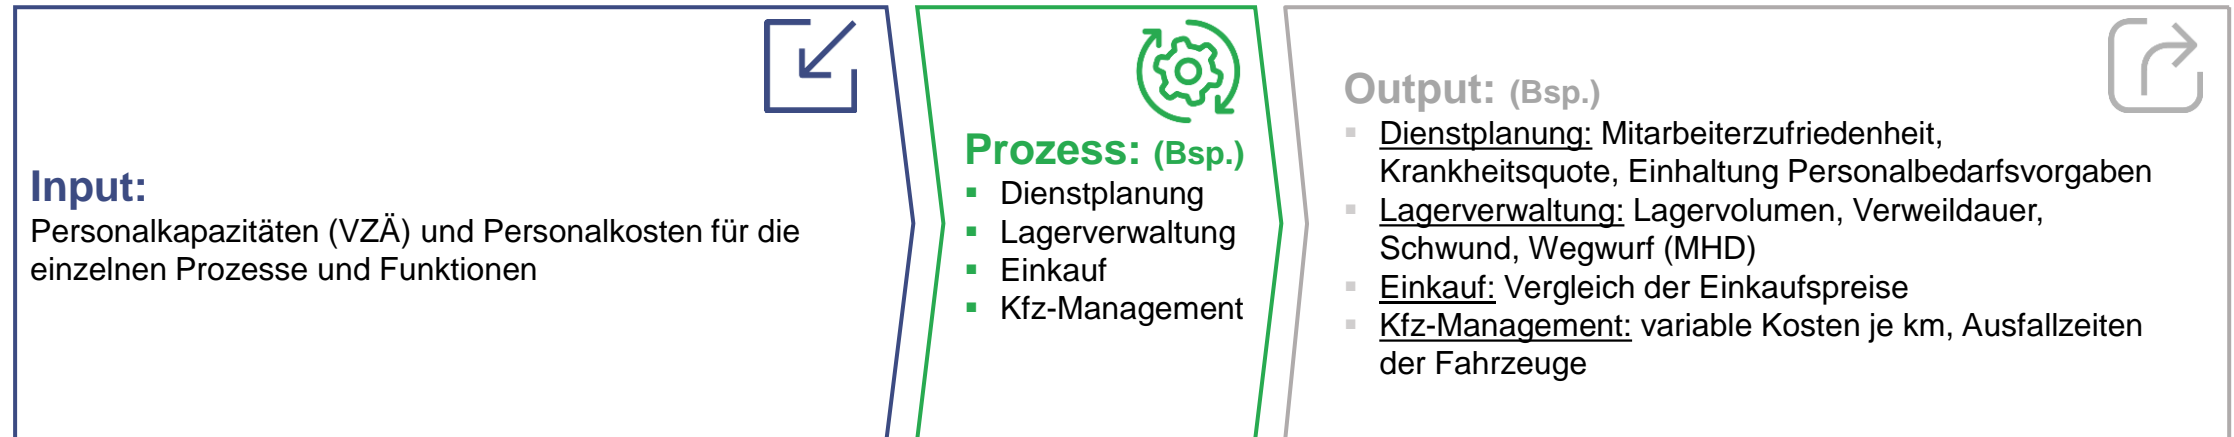 Input:
Personalkapazitäten (VZÄ) und Personalkosten für die
einzelnen Prozesse und Funktionen
Prozess: (Bsp.)
▪ Dienstplanung
▪ Lagerverwaltung
▪ Einkauf
▪ Kfz-Management
Output: (Bsp.)
▪ Dienstplanung: Mitarbeiterzufriedenheit,
Krankheitsquote, Einhaltung Personalbedarfsvorgaben
▪ Lagerverwaltung: Lagervolumen, Verweildauer,
Schwund, Wegwurf (MHD)
▪ Einkauf: Vergleich der Einkaufspreise
▪ Kfz-Management: variable Kosten je km, Ausfallzeiten
der Fahrzeuge